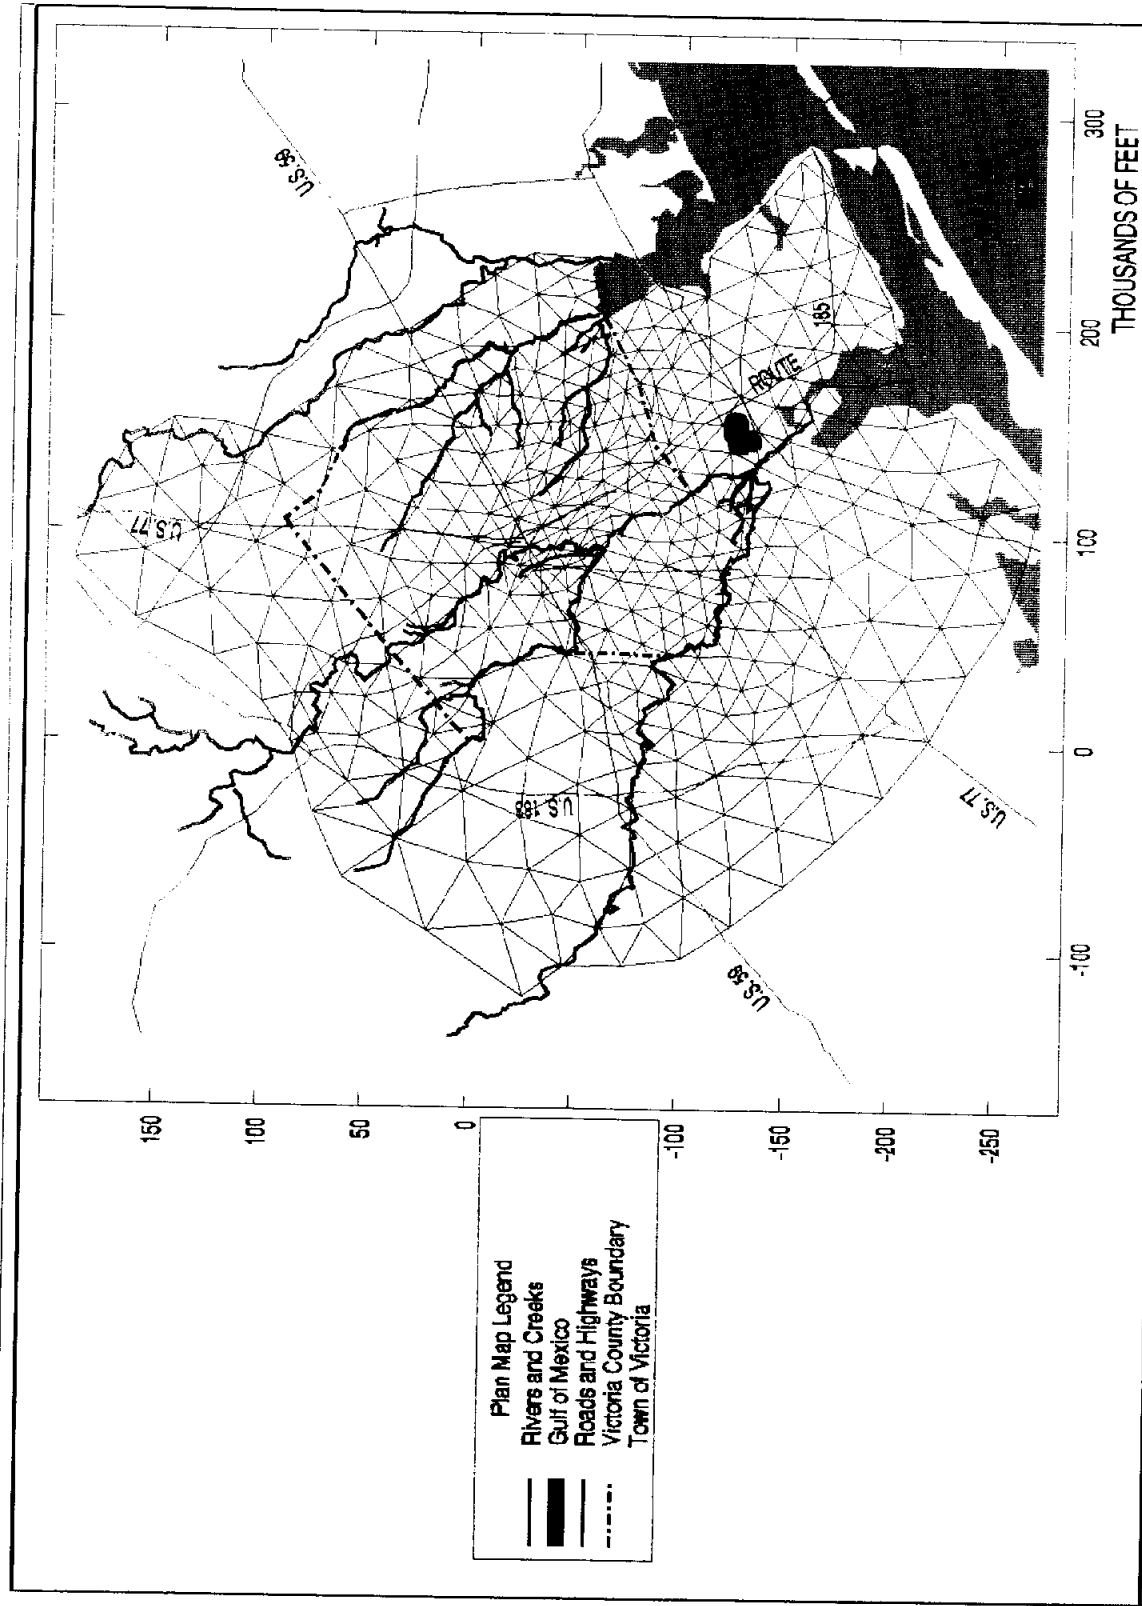 Plan Map Legend
Rivers and Creeks
Gulf of Mexico
Roads and Highways
Victoria County Boundary
Town of Victoria
150
100
50
0
-100
-200
-250
-100
0
100
200
300
THOUSANDS OF FEET
U.S. 59
U.S. 77
U.S. 183
U.S. 59
U.S. 77
ROUTE
185